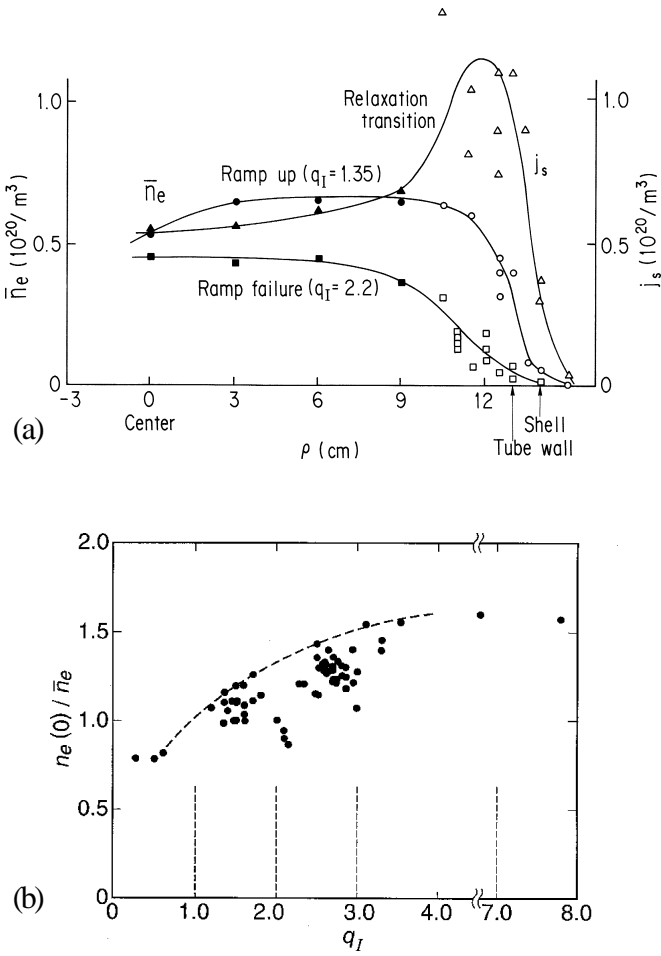 1.0
0.5
0
n̄e (10²⁰/m³)
n̄e
Ramp up (qI=1.35)
Ramp failure (qI=2.2)
Relaxation
transition
js
1.0
0.5
0
js (10²⁰/m³)
-3 0 3 6 9 12
Center
Shell
Tube wall
ρ (cm)
(a)
2.0
1.5
1.0
0.5
0
ne(0) / n̄e
0 1.0 2.0 3.0 4.0 7.0 8.0
qI
(b)